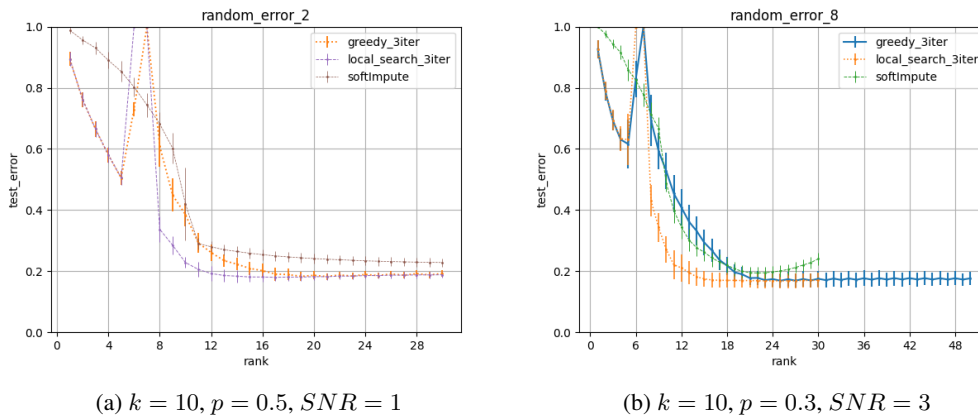 random_error_2
1.0
0.8
0.6
0.4
0.2
0.0
test_error
greedy_3iter
local_search_3iter
softImpute
0 4 8 12 16 20 24 28
rank
(a) k = 10, p = 0.5, SNR = 1
random_error_8
1.0
0.8
0.6
0.4
0.2
0.0
test_error
greedy_3iter
local_search_3iter
softImpute
0 6 12 18 24 30 36 42 48
rank
(b) k = 10, p = 0.3, SNR = 3